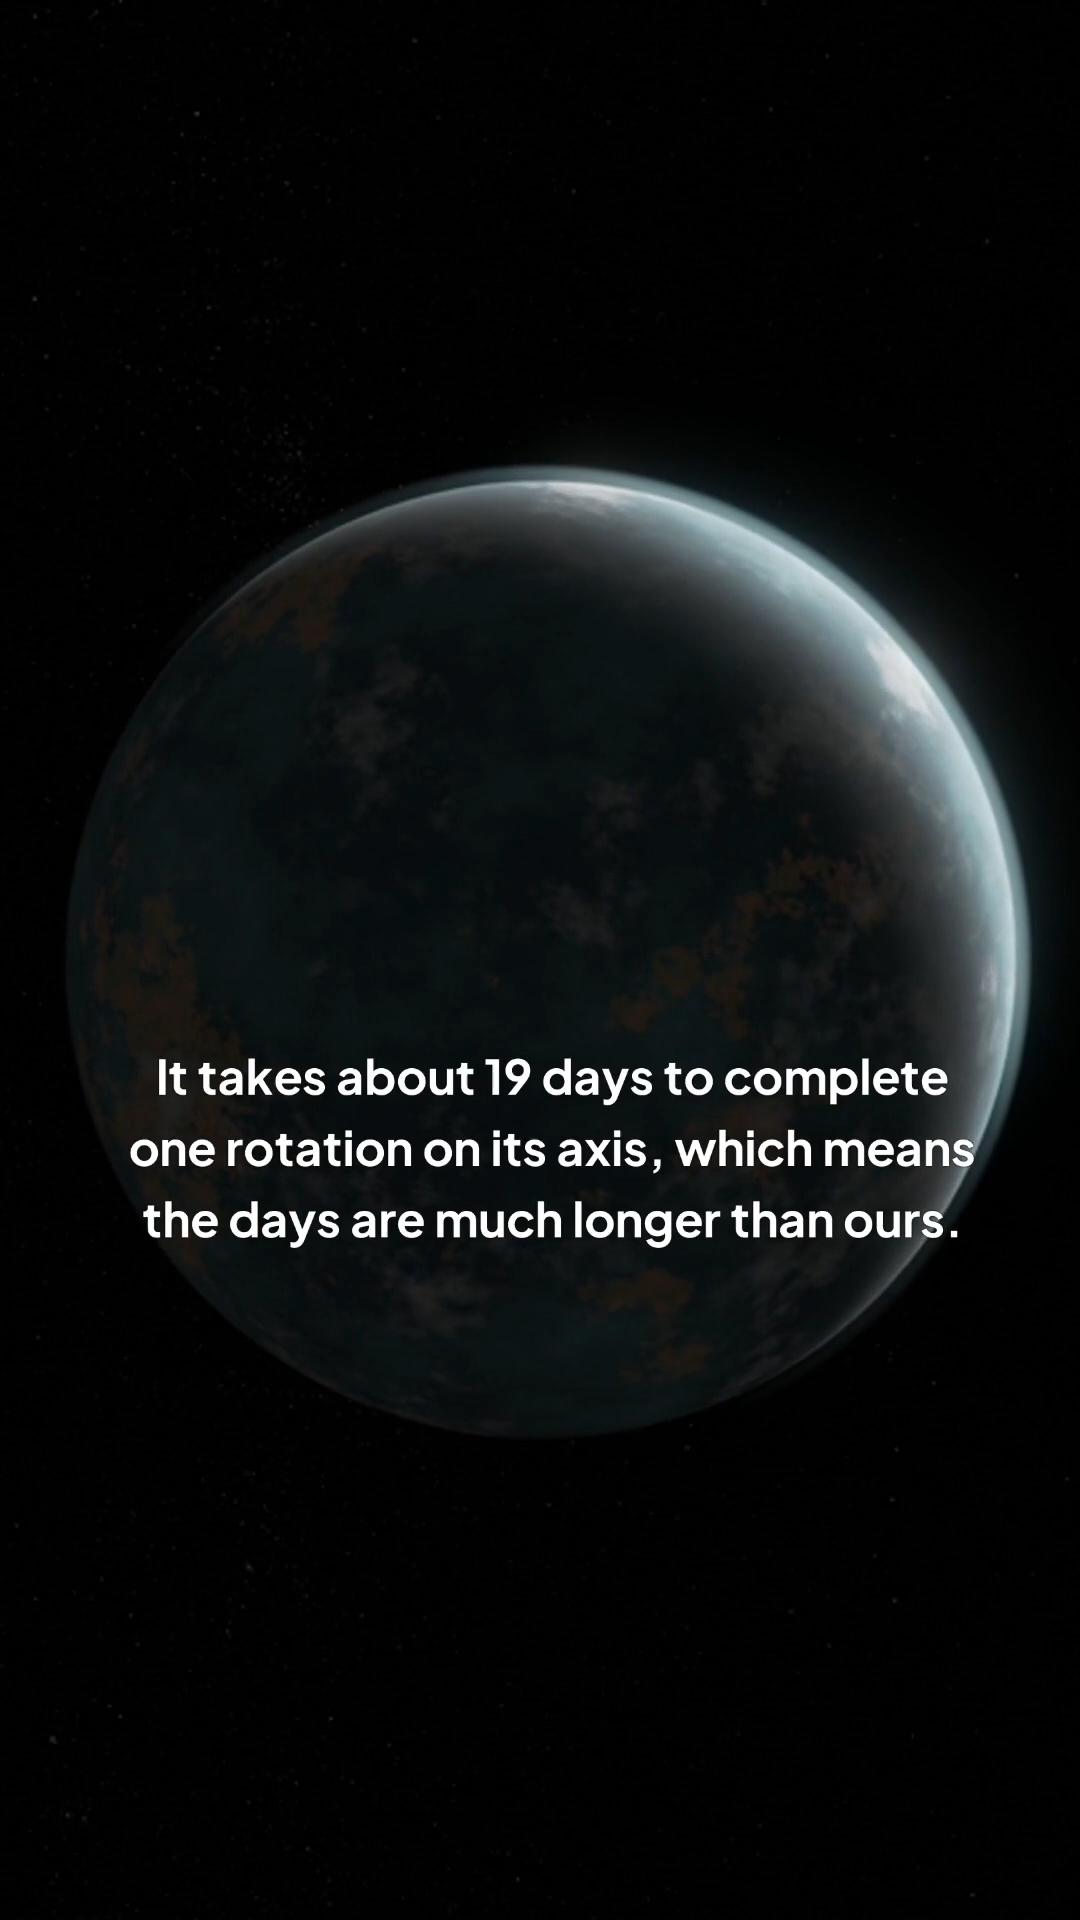 It takes about 19 days to complete
one rotation on its axis, which means
the days are much longer than ours.